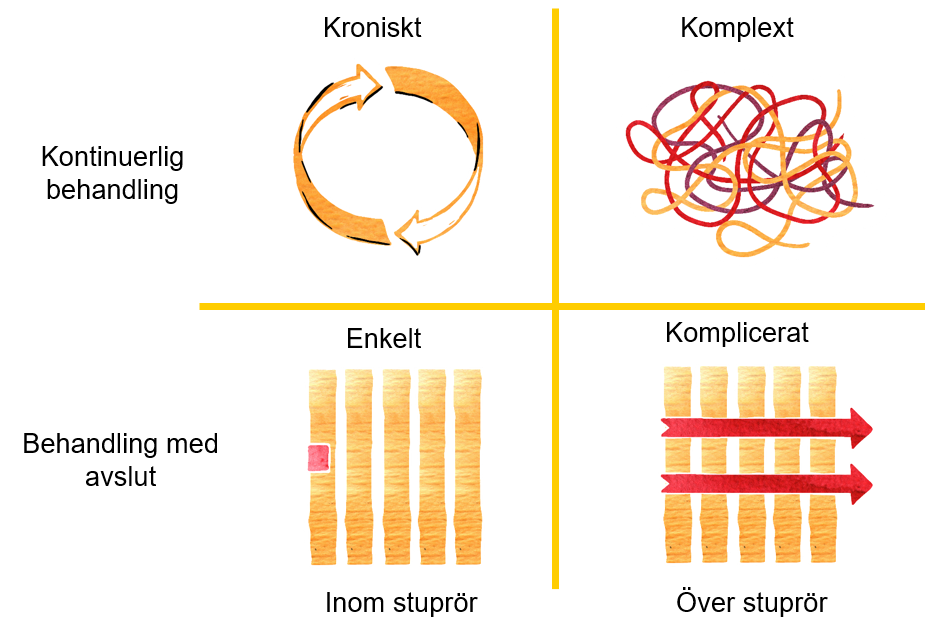 Kroniskt
Komplext
Kontinuerlig
behandling
Enkelt
Komplicerat
Behandling med
avslut
Inom stuprör
Över stuprör